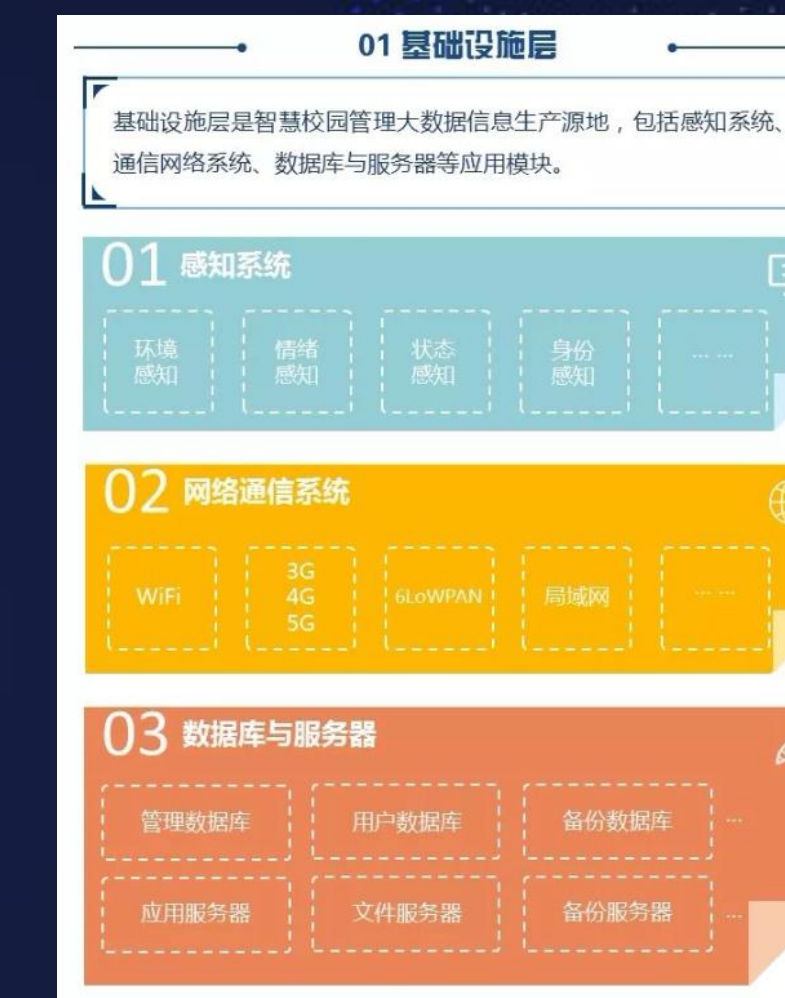 01 基础设施层
基础设施层是智慧校园管理大数据信息生产源地，包括感知系统、
通信网络系统、数据库与服务器等应用模块。
01 感知系统
环境
感知
情绪
感知
状态
感知
身份
感知
... ...
02 网络通信系统
WiFi
3G
4G
5G
6LoWPAN
局域网
... ...
03 数据库与服务器
管理数据库
用户数据库
备份数据库
...
应用服务器
文件服务器
备份服务器
...